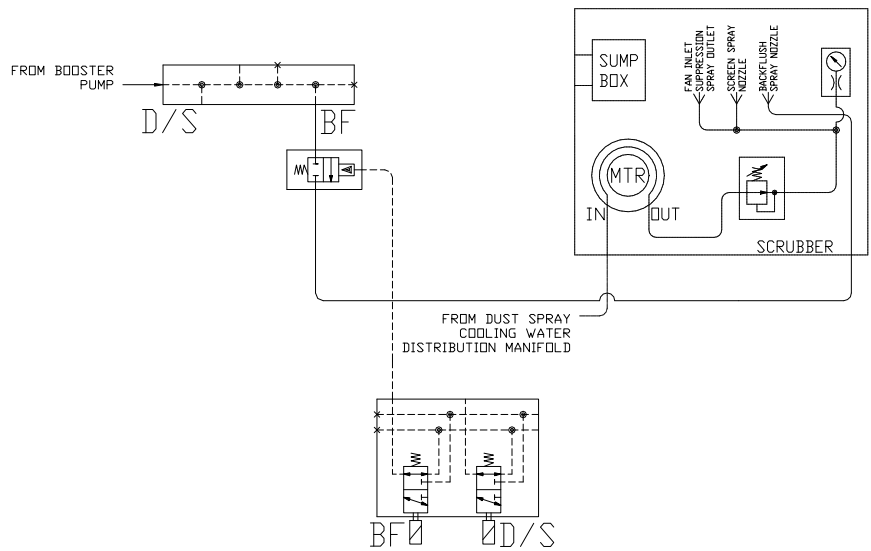 FROM BOOSTER
PUMP
D/S
BF
SUMP
BOX
FAN INLET
SUPPRESSION
SPRAY OUTLET
SCREEN SPRAY
NOZZLE
BACKFLUSH
SPRAY NOZZLE
MTR
IN
OUT
SCRUBBER
FROM DUST SPRAY
COOLING WATER
DISTRIBUTION MANIFOLD
BF
D/S